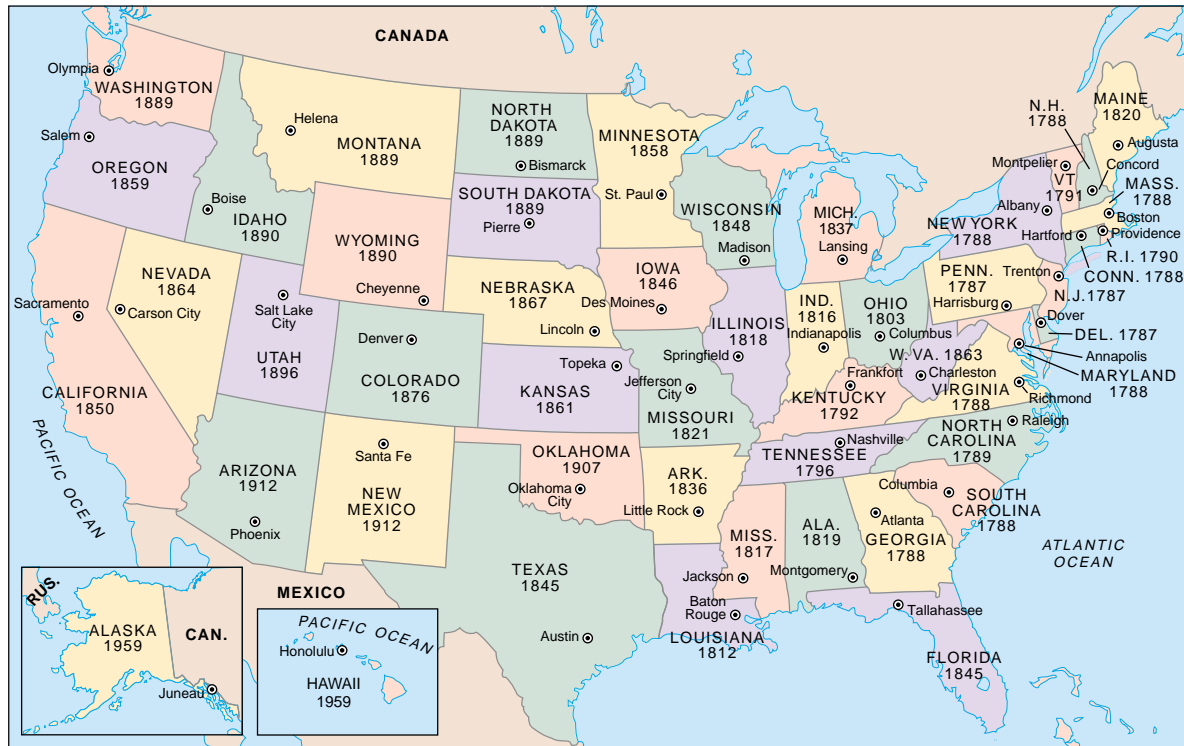 CANADA
Olympia
WASHINGTON
1889
Salem
OREGON
1859
Helena
MONTANA
1889
Boise
IDAHO
1890
NORTH
DAKOTA
1889
Bismarck
SOUTH DAKOTA
1889
Pierre
MINNESOTA
1858
St. Paul
WISCONSIN
1848
Madison
MICH.
1837
Lansing
WYOMING
1890
Cheyenne
NEVADA
1864
Carson City
Sacramento
CALIFORNIA
1850
Salt Lake
City
UTAH
1896
Denver
COLORADO
1876
NEBRASKA
1867
Lincoln
IOWA
1846
Des Moines
ILLINOIS
1818
Springfield
IND.
1816
Indianapolis
OHIO
1803
Columbus
Topeka
KANSAS
1861
Jefferson
City
MISSOURI
1821
Frankfort
KENTUCKY
1792
W. VA. 1863
Charleston
VIRGINIA
1788
Richmond
N.H.
1788
MAINE
1820
Augusta
Concord
Montpelier
VT
1791
MASS.
1788
Boston
Albany
NEW YORK
1788
Hartford
Providence
R.I. 1790
CONN. 1788
PENN.
1787
Harrisburg
Trenton
N.J.1787
Dover
DEL. 1787
Annapolis
MARYLAND
1788
Raleigh
NORTH
CAROLINA
1789
Nashville
TENNESSEE
1796
Columbia
SOUTH
CAROLINA
1788
ARIZONA
1912
Phoenix
Santa Fe
NEW
MEXICO
1912
OKLAHOMA
1907
Oklahoma
City
ARK.
1836
Little Rock
MISS.
1817
Jackson
ALA.
1819
Montgomery
Atlanta
GEORGIA
1788
TEXAS
1845
Austin
Baton
Rouge
LOUISIANA
1812
Tallahassee
FLORIDA
1845
PACIFIC OCEAN
ATLANTIC
OCEAN
MEXICO
RUS.
ALASKA
1959
CAN.
Juneau
PACIFIC OCEAN
Honolulu
HAWAII
1959